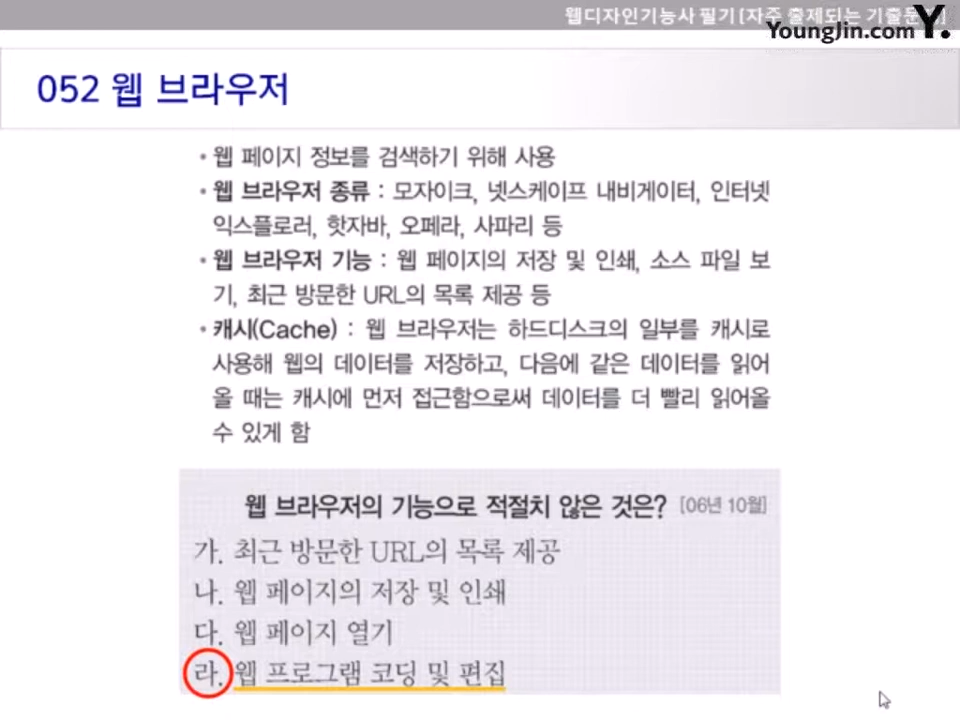 웹디자인기능사 필기 [자주 출제되는 기출문제]
YoungJin.com Y.
052 웹 브라우저
• 웹 페이지 정보를 검색하기 위해 사용
• 웹 브라우저 종류 : 모자이크, 넷스케이프 내비게이터, 인터넷
익스플로러, 핫자바, 오페라, 사파리 등
• 웹 브라우저 기능 : 웹 페이지의 저장 및 인쇄, 소스 파일 보
기, 최근 방문한 URL의 목록 제공 등
• 캐시(Cache) : 웹 브라우저는 하드디스크의 일부를 캐시로
사용해 웹의 데이터를 저장하고, 다음에 같은 데이터를 읽어
올 때는 캐시에 먼저 접근함으로써 데이터를 더 빨리 읽어올
수 있게 함
웹 브라우저의 기능으로 적절치 않은 것은? [06년 10월]
가. 최근 방문한 URL의 목록 제공
나. 웹 페이지의 저장 및 인쇄
다. 웹 페이지 열기
라. 웹 프로그램 코딩 및 편집